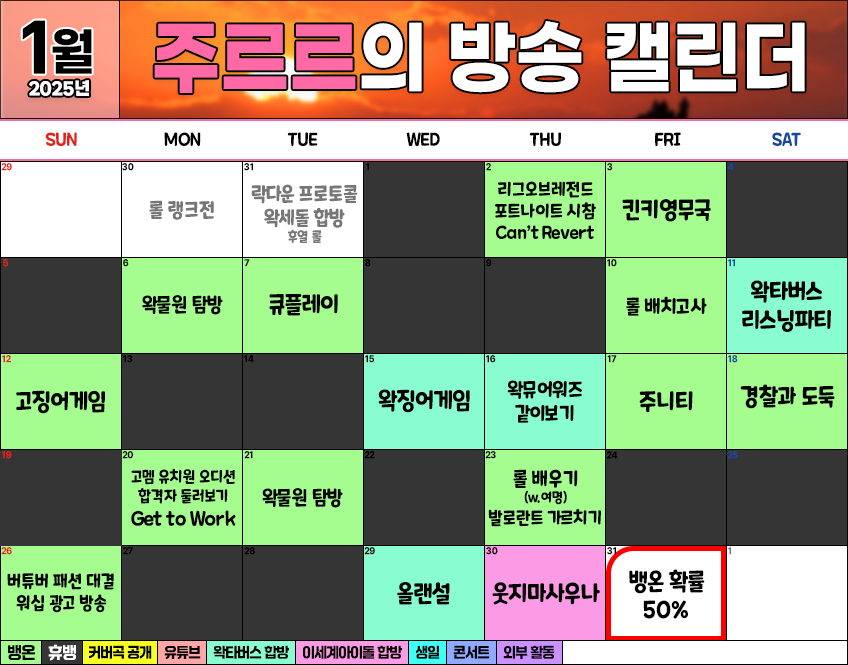 1월
2025년
주르르의 방송 캘린더
SUN MON TUE WED THU FRI SAT
29 30 31 1 2 3 4
롤 랭크전
락다운 프로토콜
왁세돌 합방
후열 롤
리그오브레전드
포트나이트 시참
Can't Revert
킨키영무국
5 6 7 8 9 10 11
왁물원 탐방
큐플레이
롤 배치고사
왁타버스
리스닝파티
12 13 14 15 16 17 18
고징어게임
왁징어게임
왁뮤어워즈
같이보기
주니티
경찰과 도둑
19 20 21 22 23 24 25
고멤 유치원 오디션
합격자 둘러보기
Get to Work
왁물원 탐방
롤 배우기
(w.여명)
발로란트 가르치기
26 27 28 29 30 31 1
버튜버 패션 대결
워십 광고 방송
올랜설
웃지마사우나
뱅온 확률
50%
뱅온 휴뱅 커버곡 공개 유튜브 왁타버스 합방 이세계아이돌 합방 생일 콘서트 외부 활동